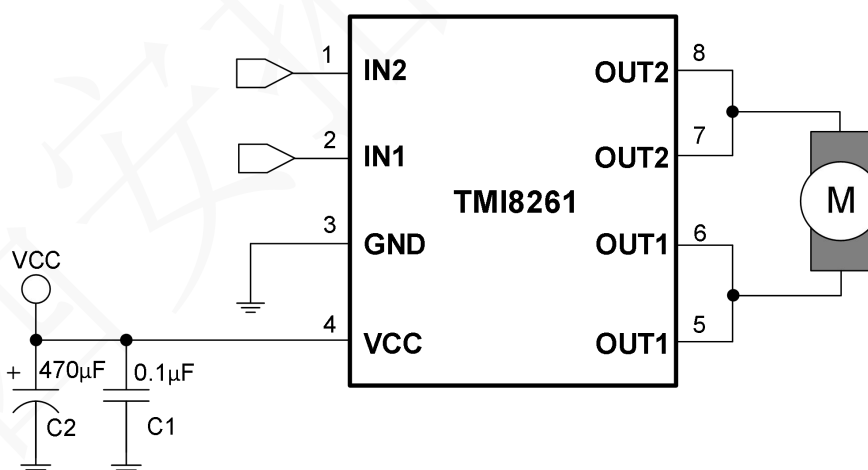 1
IN2
OUT2
8
2
IN1
OUT2
7
TMI8261
M
3
GND
OUT1
6
VCC
4
VCC
OUT1
5
+
470µF
0.1µF
C2
C1